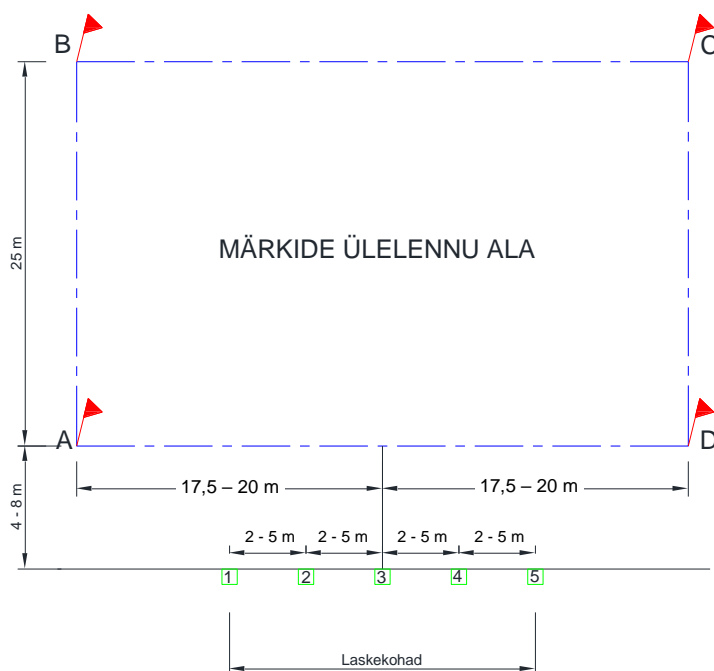 B
C
25 m
MÄRKIDE ÜLELENNU ALA
A
D
4 - 8 m
17,5 – 20 m
17,5 – 20 m
2 - 5 m
2 - 5 m
2 - 5 m
2 - 5 m
1
2
3
4
5
Laskekohad